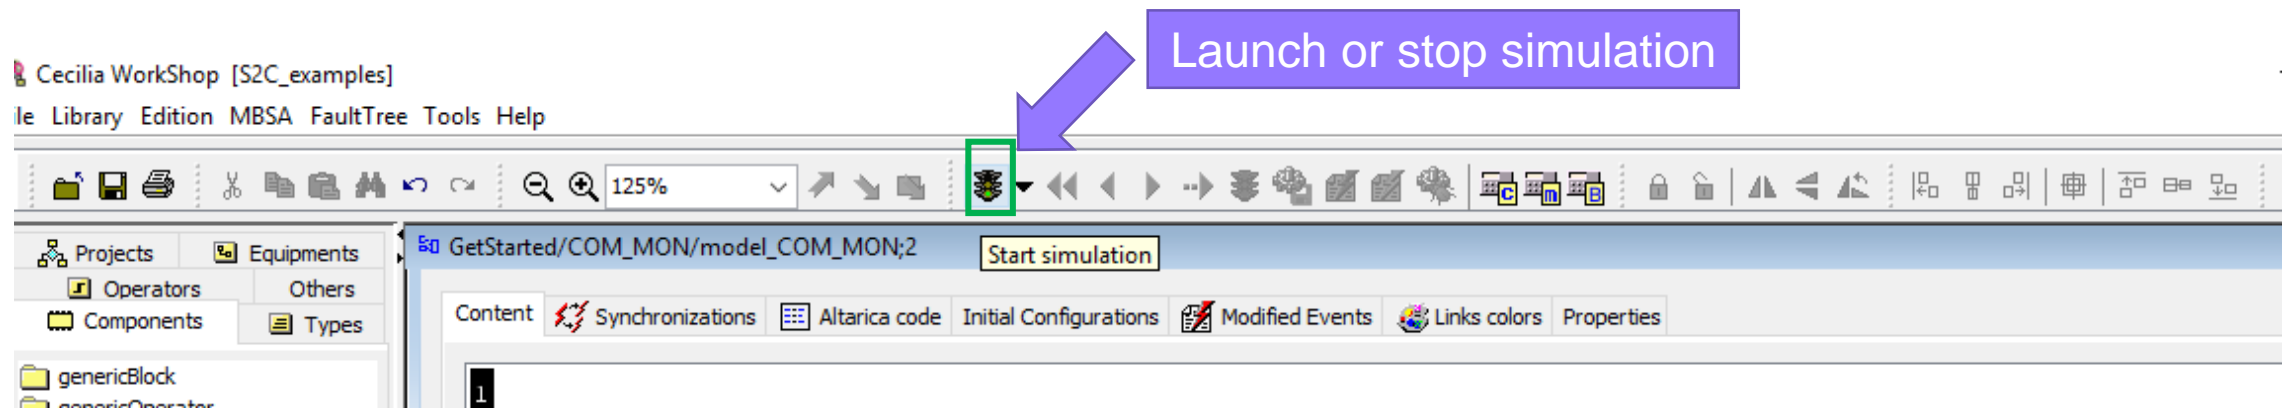 Launch or stop simulation
Cecilia WorkShop [S2C_examples]
ile Library Edition MBSA FaultTree Tools Help
125%
C m B
Projects Equipments
GetStarted/COM_MON/model_COM_MON;2
Start simulation
Operators Others
Components Types
Content Synchronizations Altarica code Initial Configurations Modified Events Links colors Properties
genericBlock
1
genericOperator